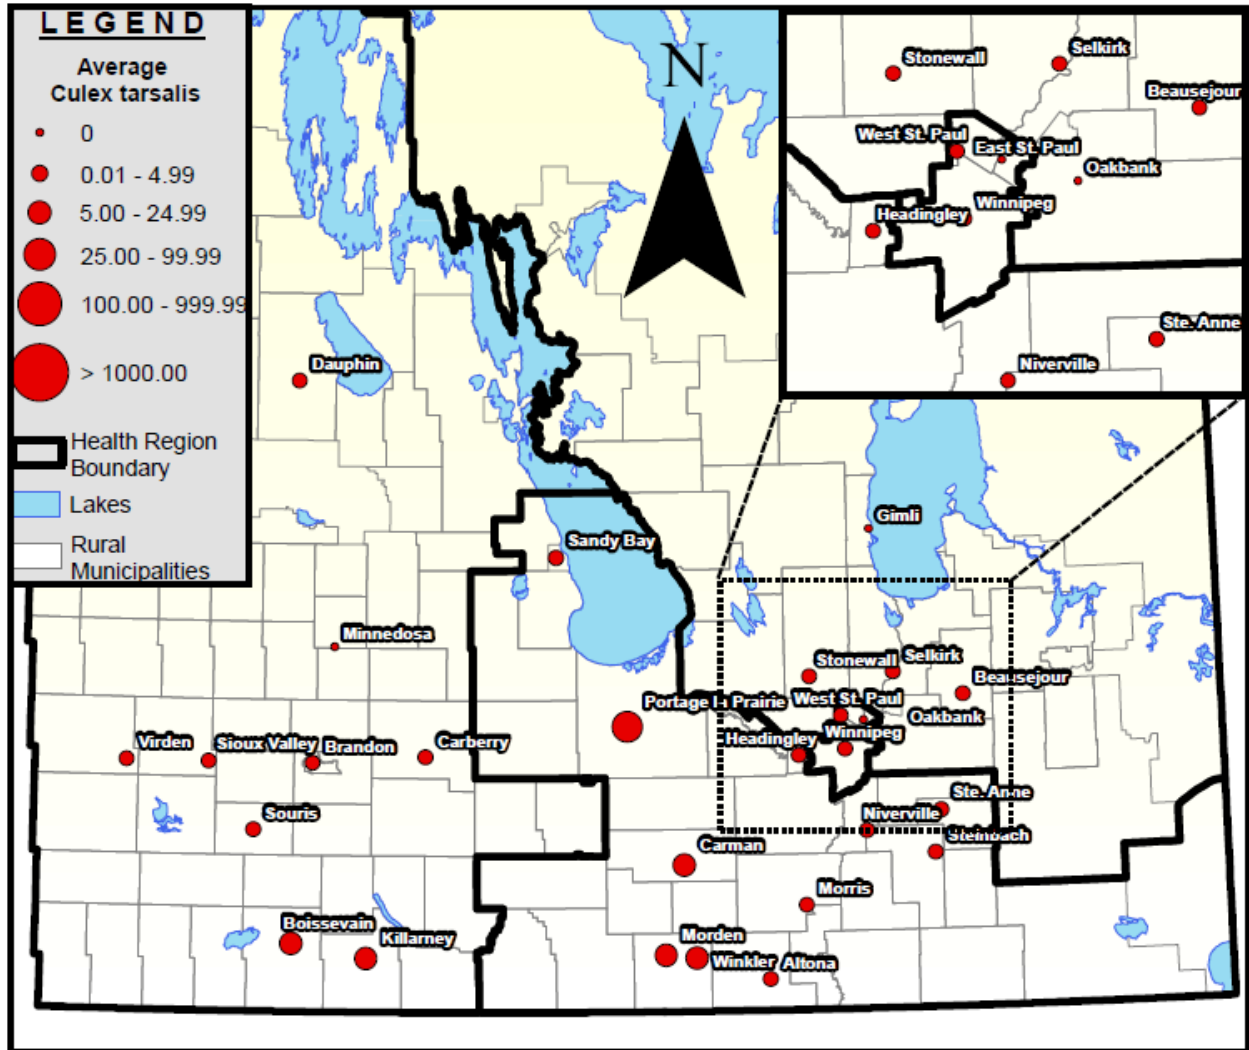 LEGEND
Average
Culex tarsalis
0
0.01 - 4.99
5.00 - 24.99
25.00 - 99.99
100.00 - 999.99
> 1000.00
Health Region
Boundary
Lakes
Rural
Municipalities
N
Stonewall
Selkirk
Beausejour
West St. Paul
East St. Paul
Oakbank
Headingley
Winnipeg
Ste. Anne
Niverville
Dauphin
Gimli
Sandy Bay
Minnedosa
Stonewall
Selkirk
Beausejour
Portage la Prairie
West St. Paul
Oakbank
Headingley
Winnipeg
Virden
Sioux Valley
Brandon
Carberry
Souris
Ste. Anne
Niverville
Steinbach
Carman
Morris
Boissevain
Killarney
Morden
Winkler
Altona